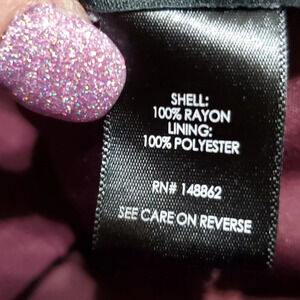 SHELL:
100% RAYON
LINING:
100% POLYESTER
RN# 148862
SEE CARE ON REVERSE